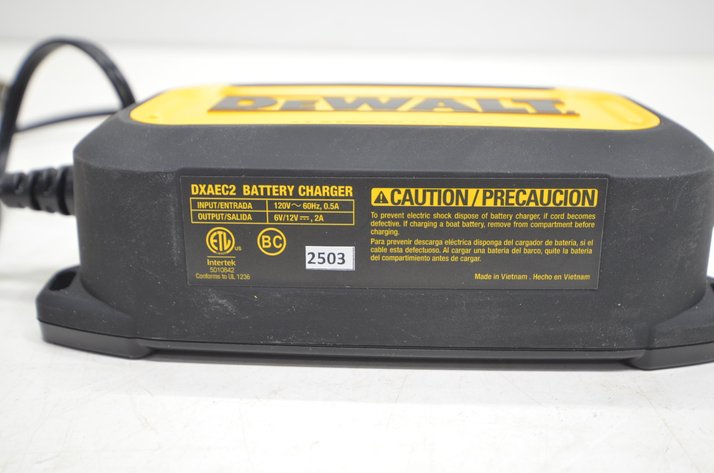 DEWALT
DXAEC2 BATTERY CHARGER
INPUT/ENTRADA 120V ~ 60Hz, 0.5A
OUTPUT/SALIDA 6V/12V ⎓, 2A
ETL
Intertek
5010642
Conforms to UL 1236
BC
2503
CAUTION/PRECAUCION
To prevent electric shock dispose of battery charger, if cord becomes
defective. If charging a boat battery, remove from compartment before
charging.
Para prevenir descarga eléctrica disponga del cargador de batería, si el
cable esta defectuoso. Al cargar una batería del barco, quite la batería
del compartimiento antes de cargar.
Made in Vietnam . Hecho en Vietnam